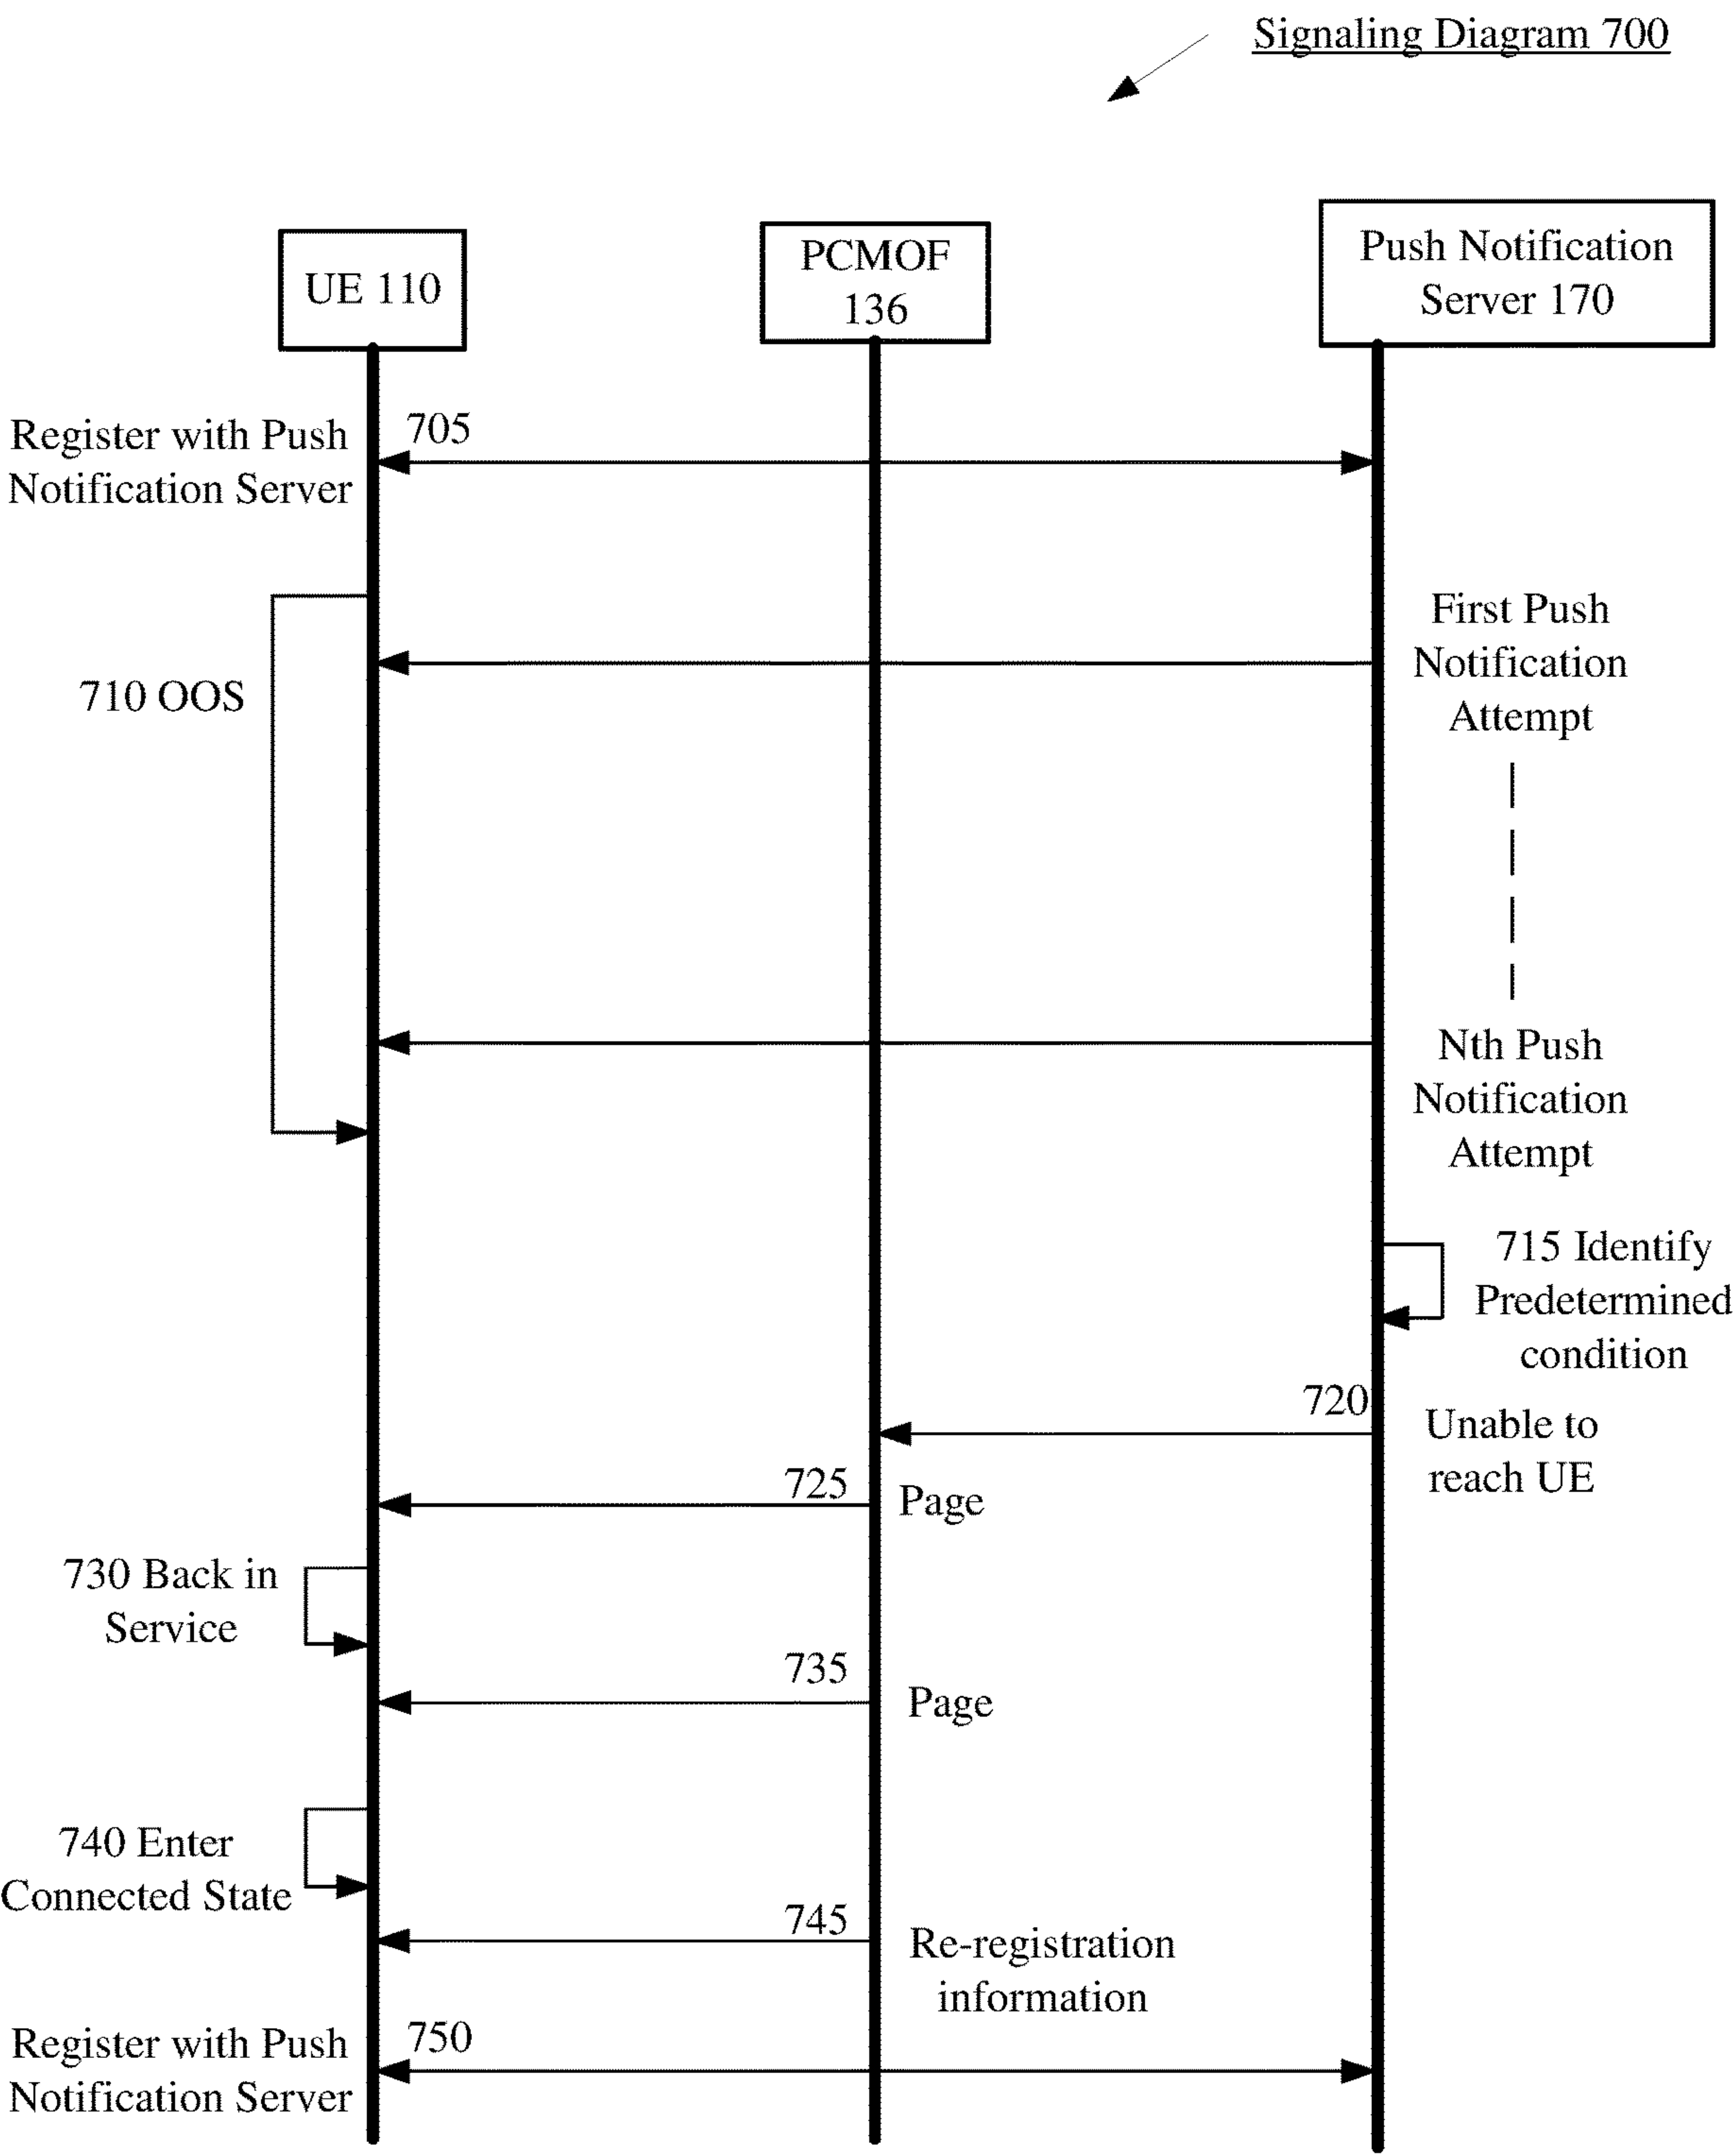 Signaling Diagram 700
UE 110
PCMOF
136
Push Notification
Server 170
Register with Push
Notification Server
705
710 OOS
First Push
Notification
Attempt
Nth Push
Notification
Attempt
715 Identify
Predetermined
condition
720
Unable to
reach UE
725
Page
730 Back in
Service
735
Page
740 Enter
Connected State
745
Re-registration
information
Register with Push
Notification Server
750